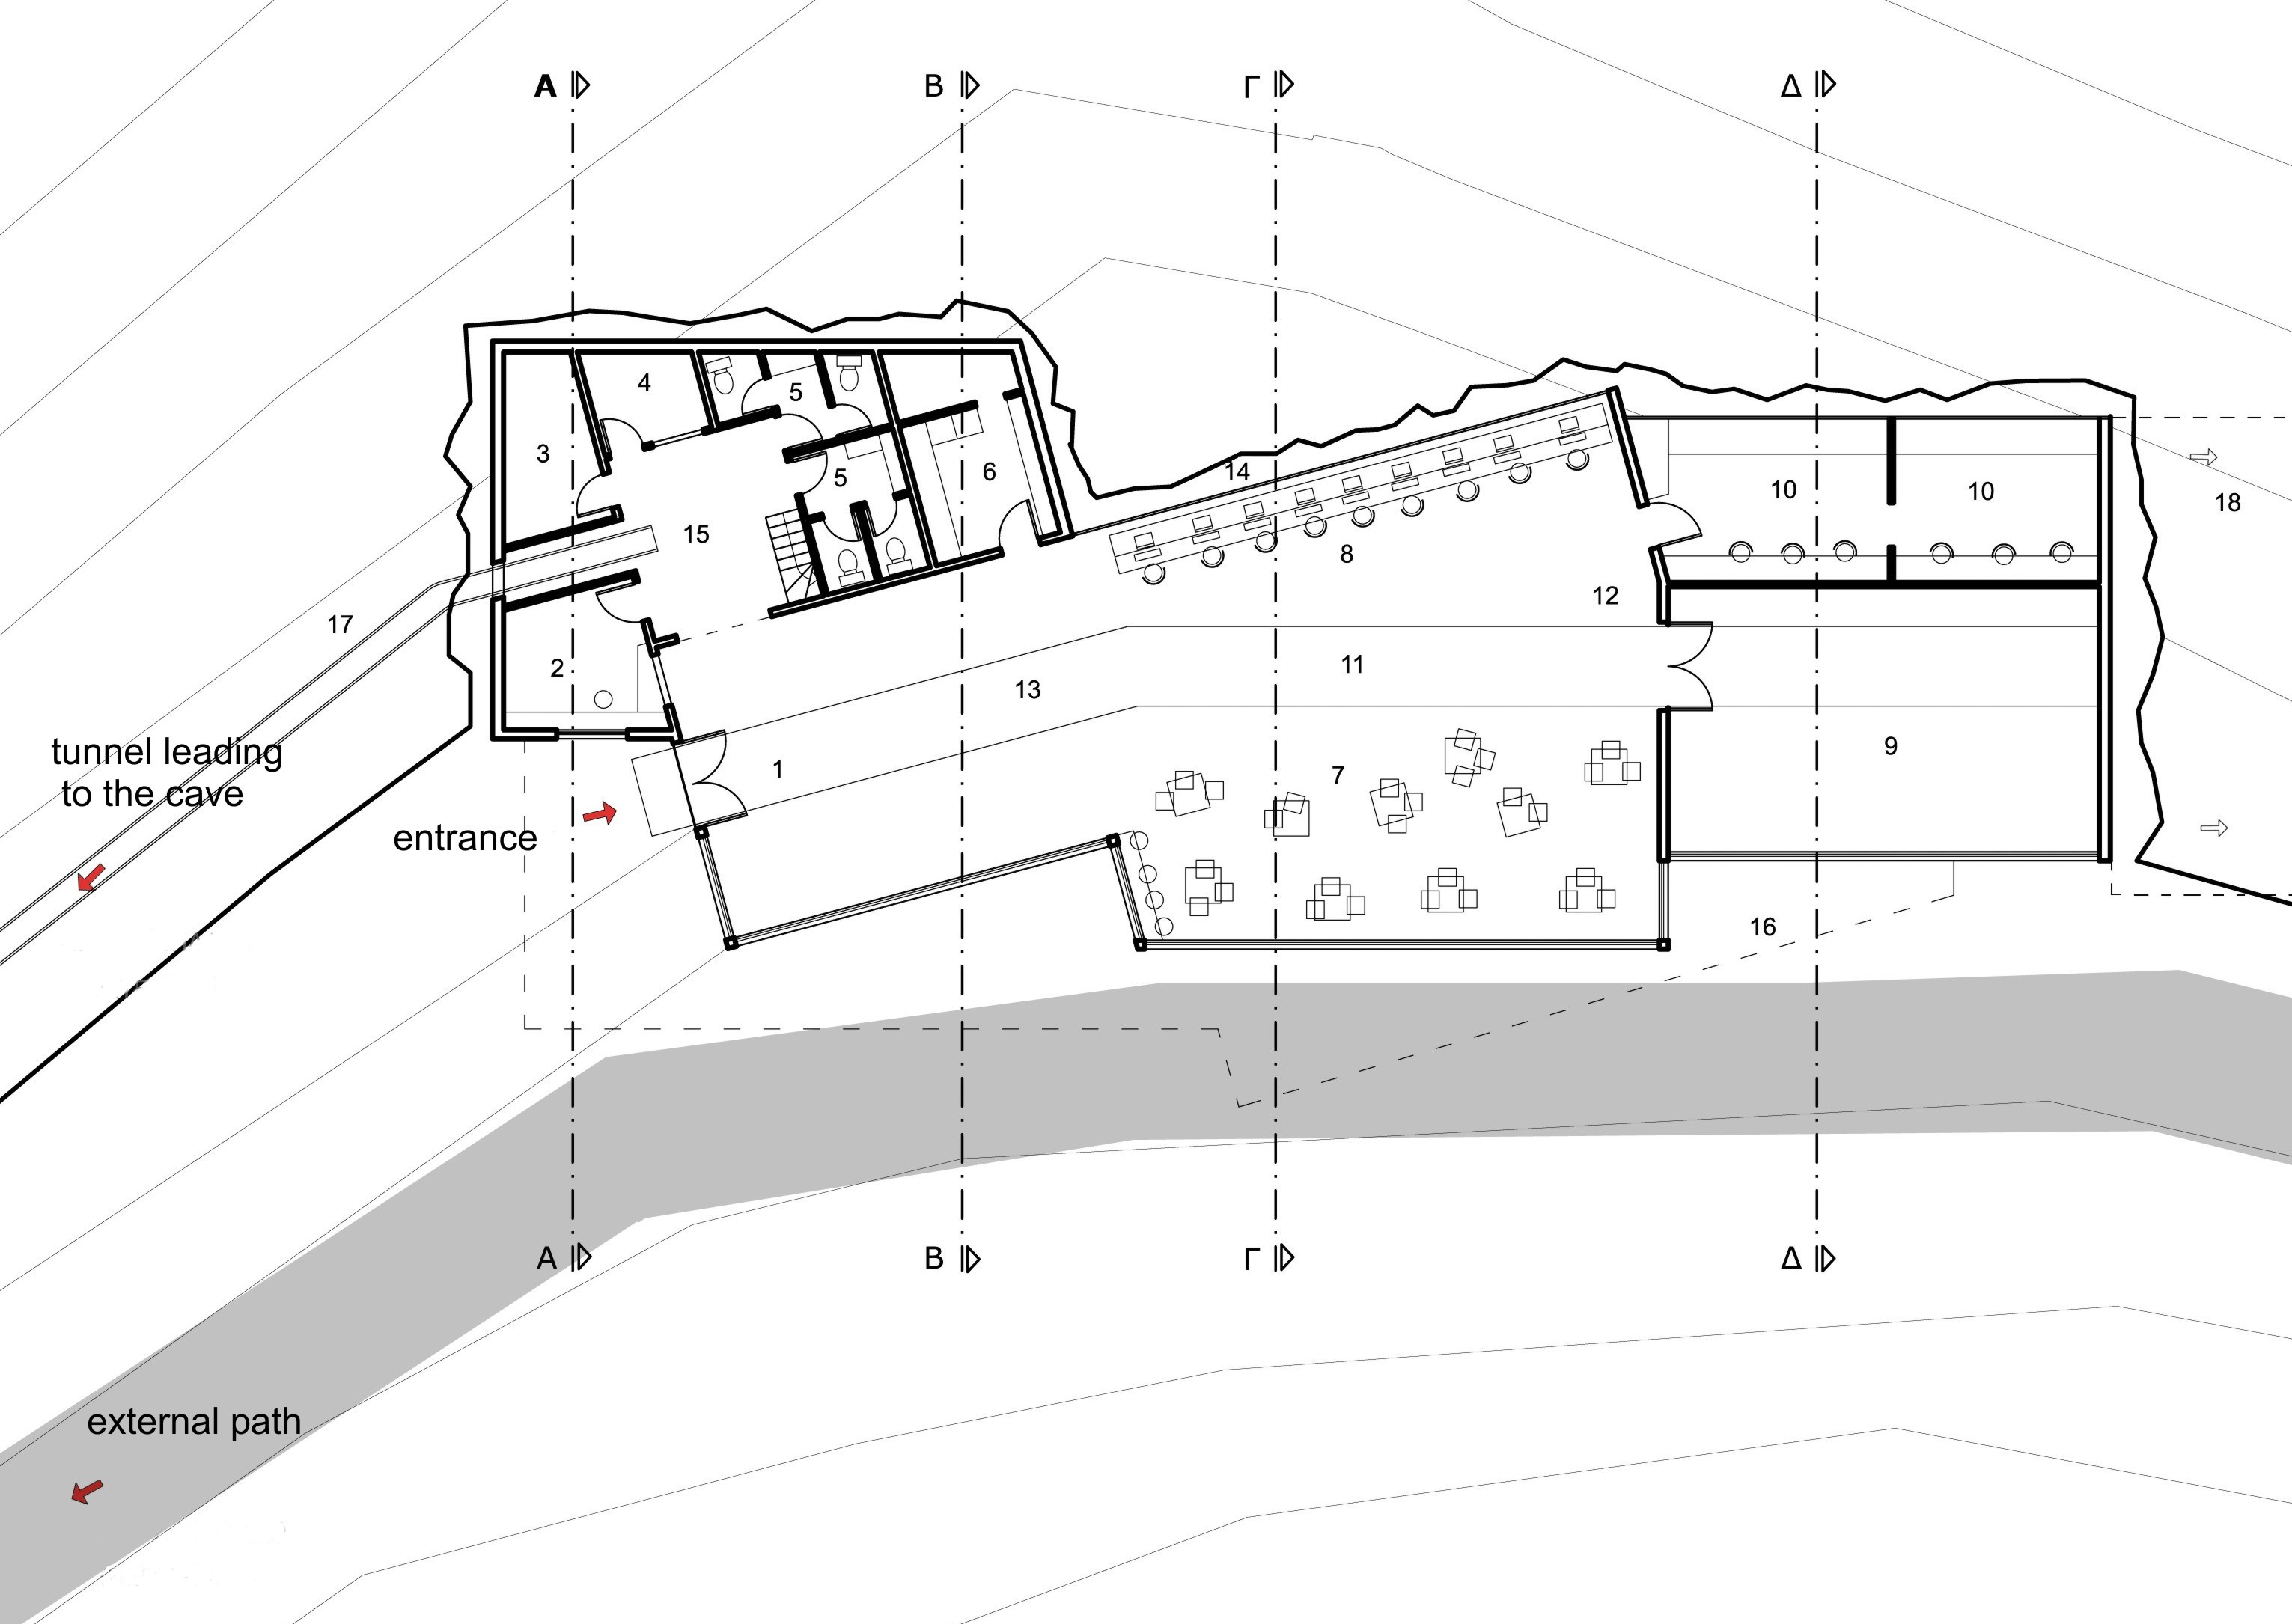 A
B
Γ
Δ
4
5
3
14
6
5
10
10
18
15
8
12
17
2
11
13
tunnel leading
to the cave
1
7
9
entrance
16
A
B
Γ
Δ
external path